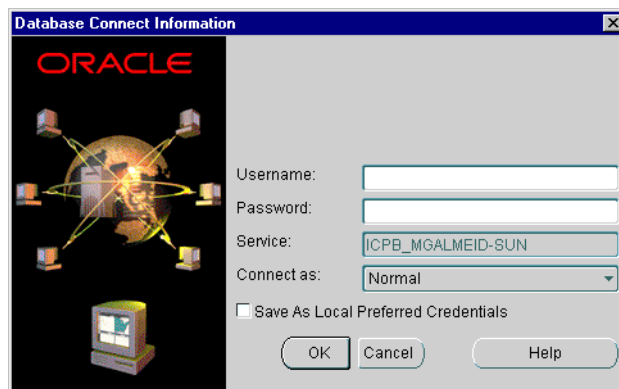 Database Connect Information
ORACLE
Username:
Password:
Service: ICPB_MGALMEID-SUN
Connect as: Normal
Save As Local Preferred Credentials
OK Cancel Help